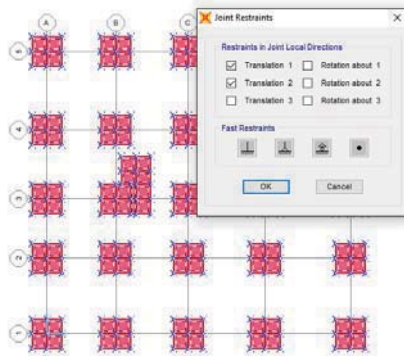 A
B
C
5
4
3
2
1
Joint Restraints
Restraints in Joint Local Directions
Translation 1
Rotation about 1
Translation 2
Rotation about 2
Translation 3
Rotation about 3
Fast Restraints
OK
Cancel